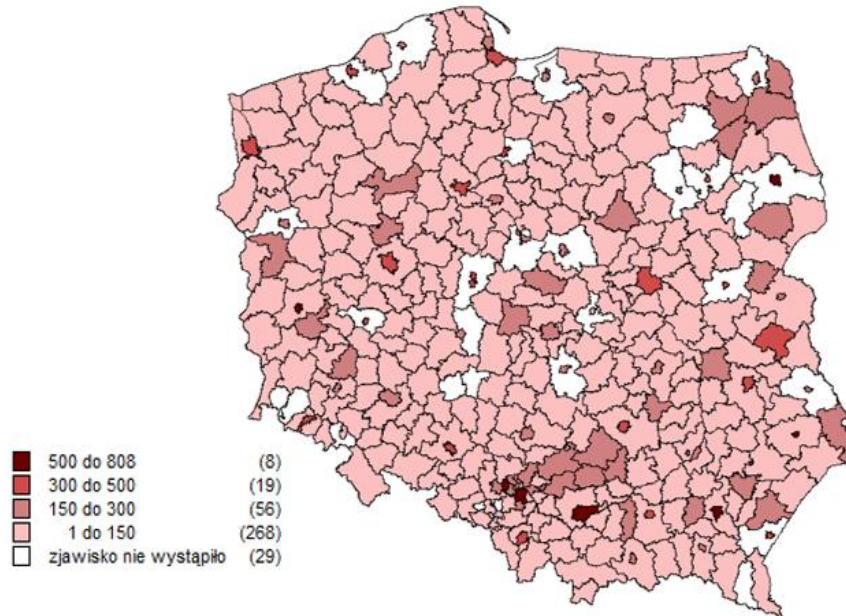 500 do 808 (8)
300 do 500 (19)
150 do 300 (56)
1 do 150 (268)
zjawisko nie wystąpiło (29)